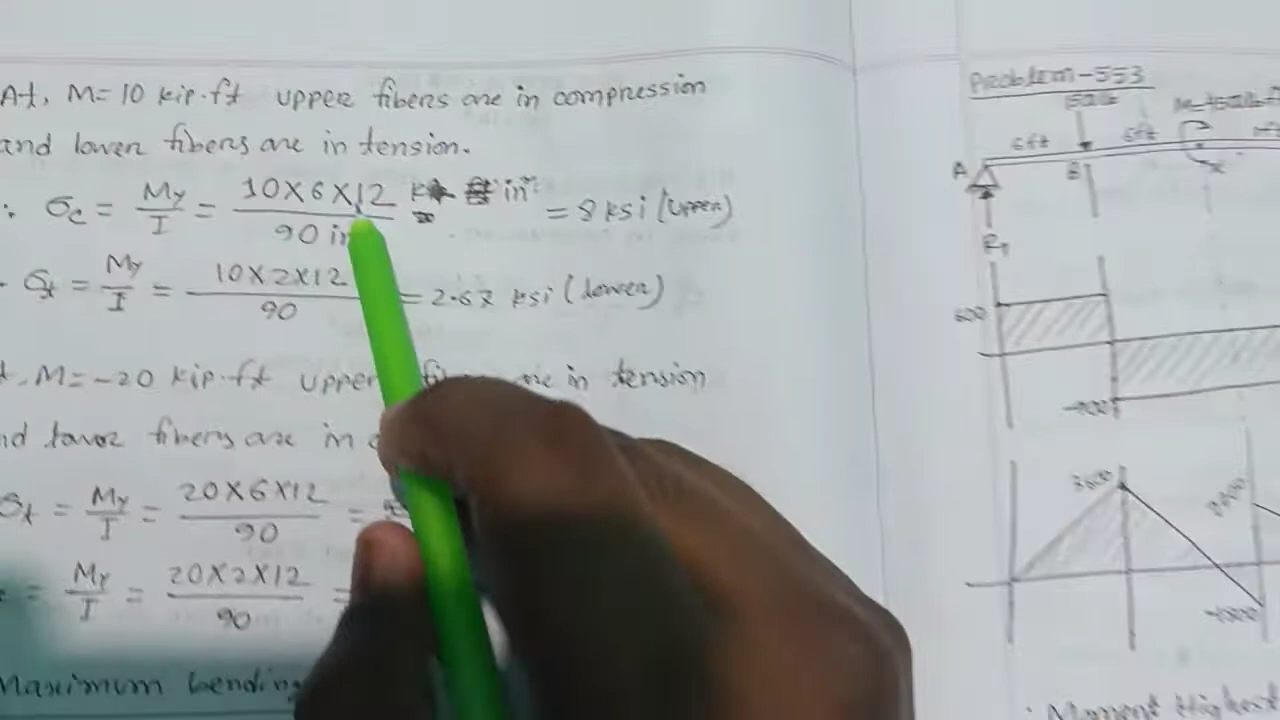 At, M= 10 kip.ft upper fibers are in compression
and lower fibers are in tension.
σc = My/I = 10X6X12 / 90 in = 8 ksi (upper)
σt = My/I = 10X2X12 / 90 = 2.67 ksi (lower)
M= -20 kip.ft upper are in tension
fibers are in
σt = My/I = 20X6X12 / 90 =
= My/I = 20X2X12 / 90 =
Maximum bending
Problem-553
6ft 6ft
A B
R1
600
-900
3600
-1800
: Moment Highest